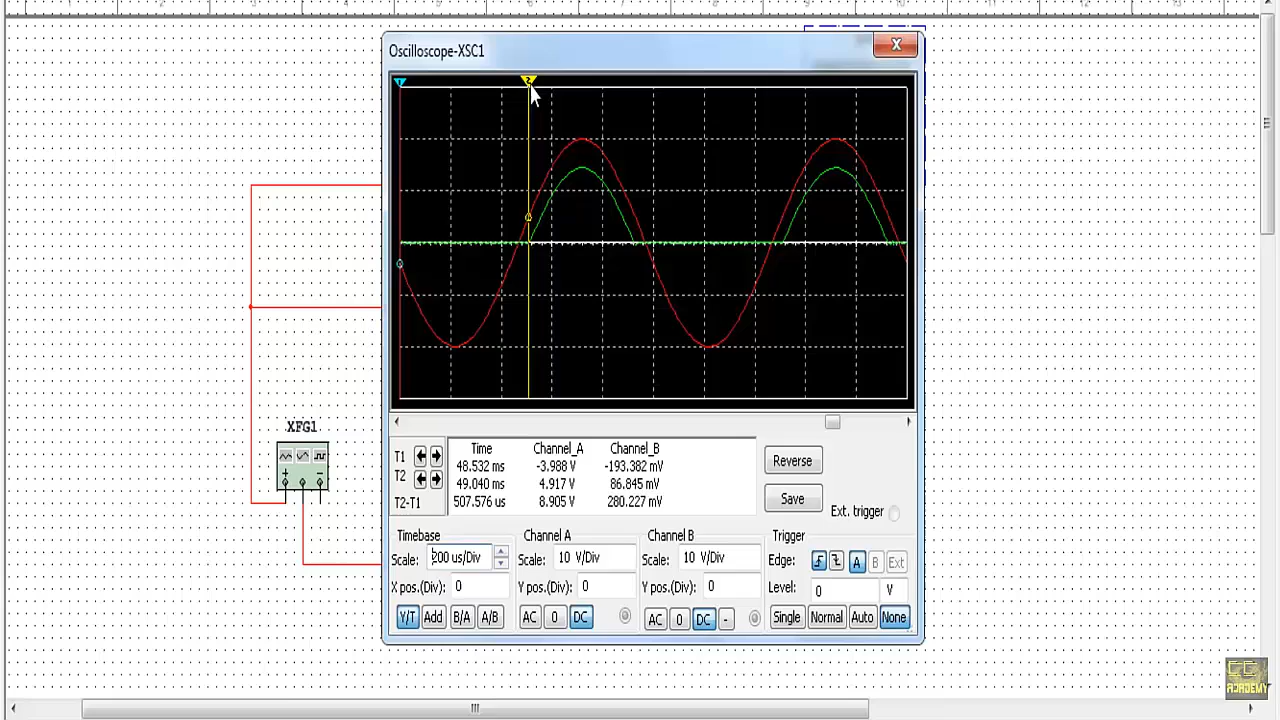 Oscilloscope-XSC1
2
XFG1
Time Channel_A Channel_B
T1 48.532 ms -3.988 V -193.382 mV
T2 49.040 ms 4.917 V 86.845 mV
T2-T1 507.576 us 8.905 V 280.227 mV
Reverse
Save
Ext. trigger
Timebase Channel A Channel B Trigger
Scale: 200 us/Div Scale: 10 V/Div Scale: 10 V/Div Edge: A B Ext
X pos.(Div): 0 Y pos.(Div): 0 Y pos.(Div): 0 Level: 0 V
Y/T Add B/A A/B AC 0 DC AC 0 DC - Single Normal Auto None
CC
ACADEMY